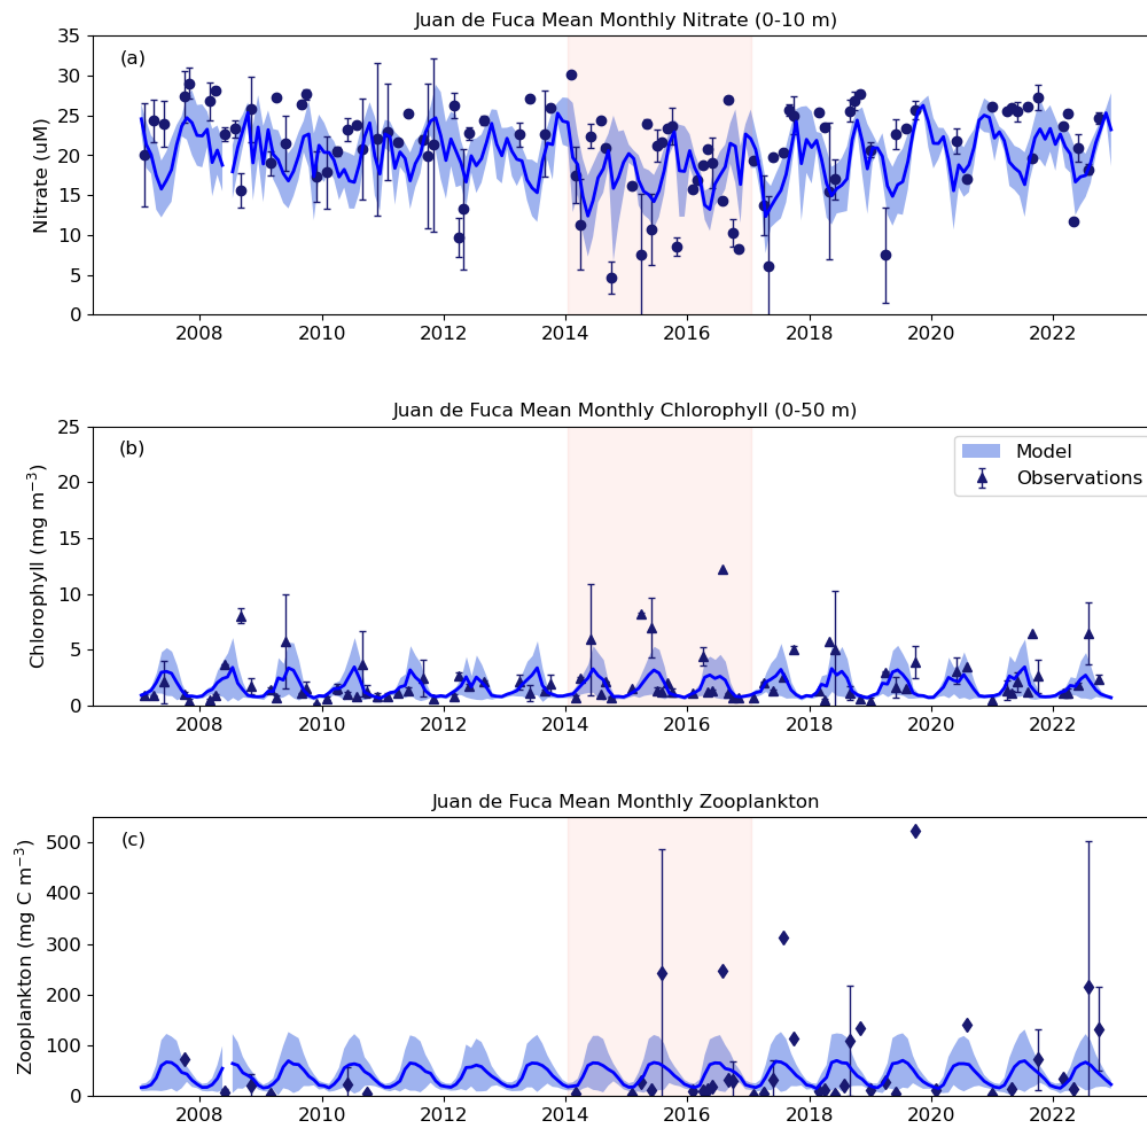 Juan de Fuca Mean Monthly Nitrate (0-10 m)
(a)
Nitrate (uM)
35
30
25
20
15
10
5
0
2008 2010 2012 2014 2016 2018 2020 2022
Juan de Fuca Mean Monthly Chlorophyll (0-50 m)
(b)
Chlorophyll (mg m⁻³)
25
20
15
10
5
0
Model
Observations
2008 2010 2012 2014 2016 2018 2020 2022
Juan de Fuca Mean Monthly Zooplankton
(c)
Zooplankton (mg C m⁻³)
500
400
300
200
100
0
2008 2010 2012 2014 2016 2018 2020 2022